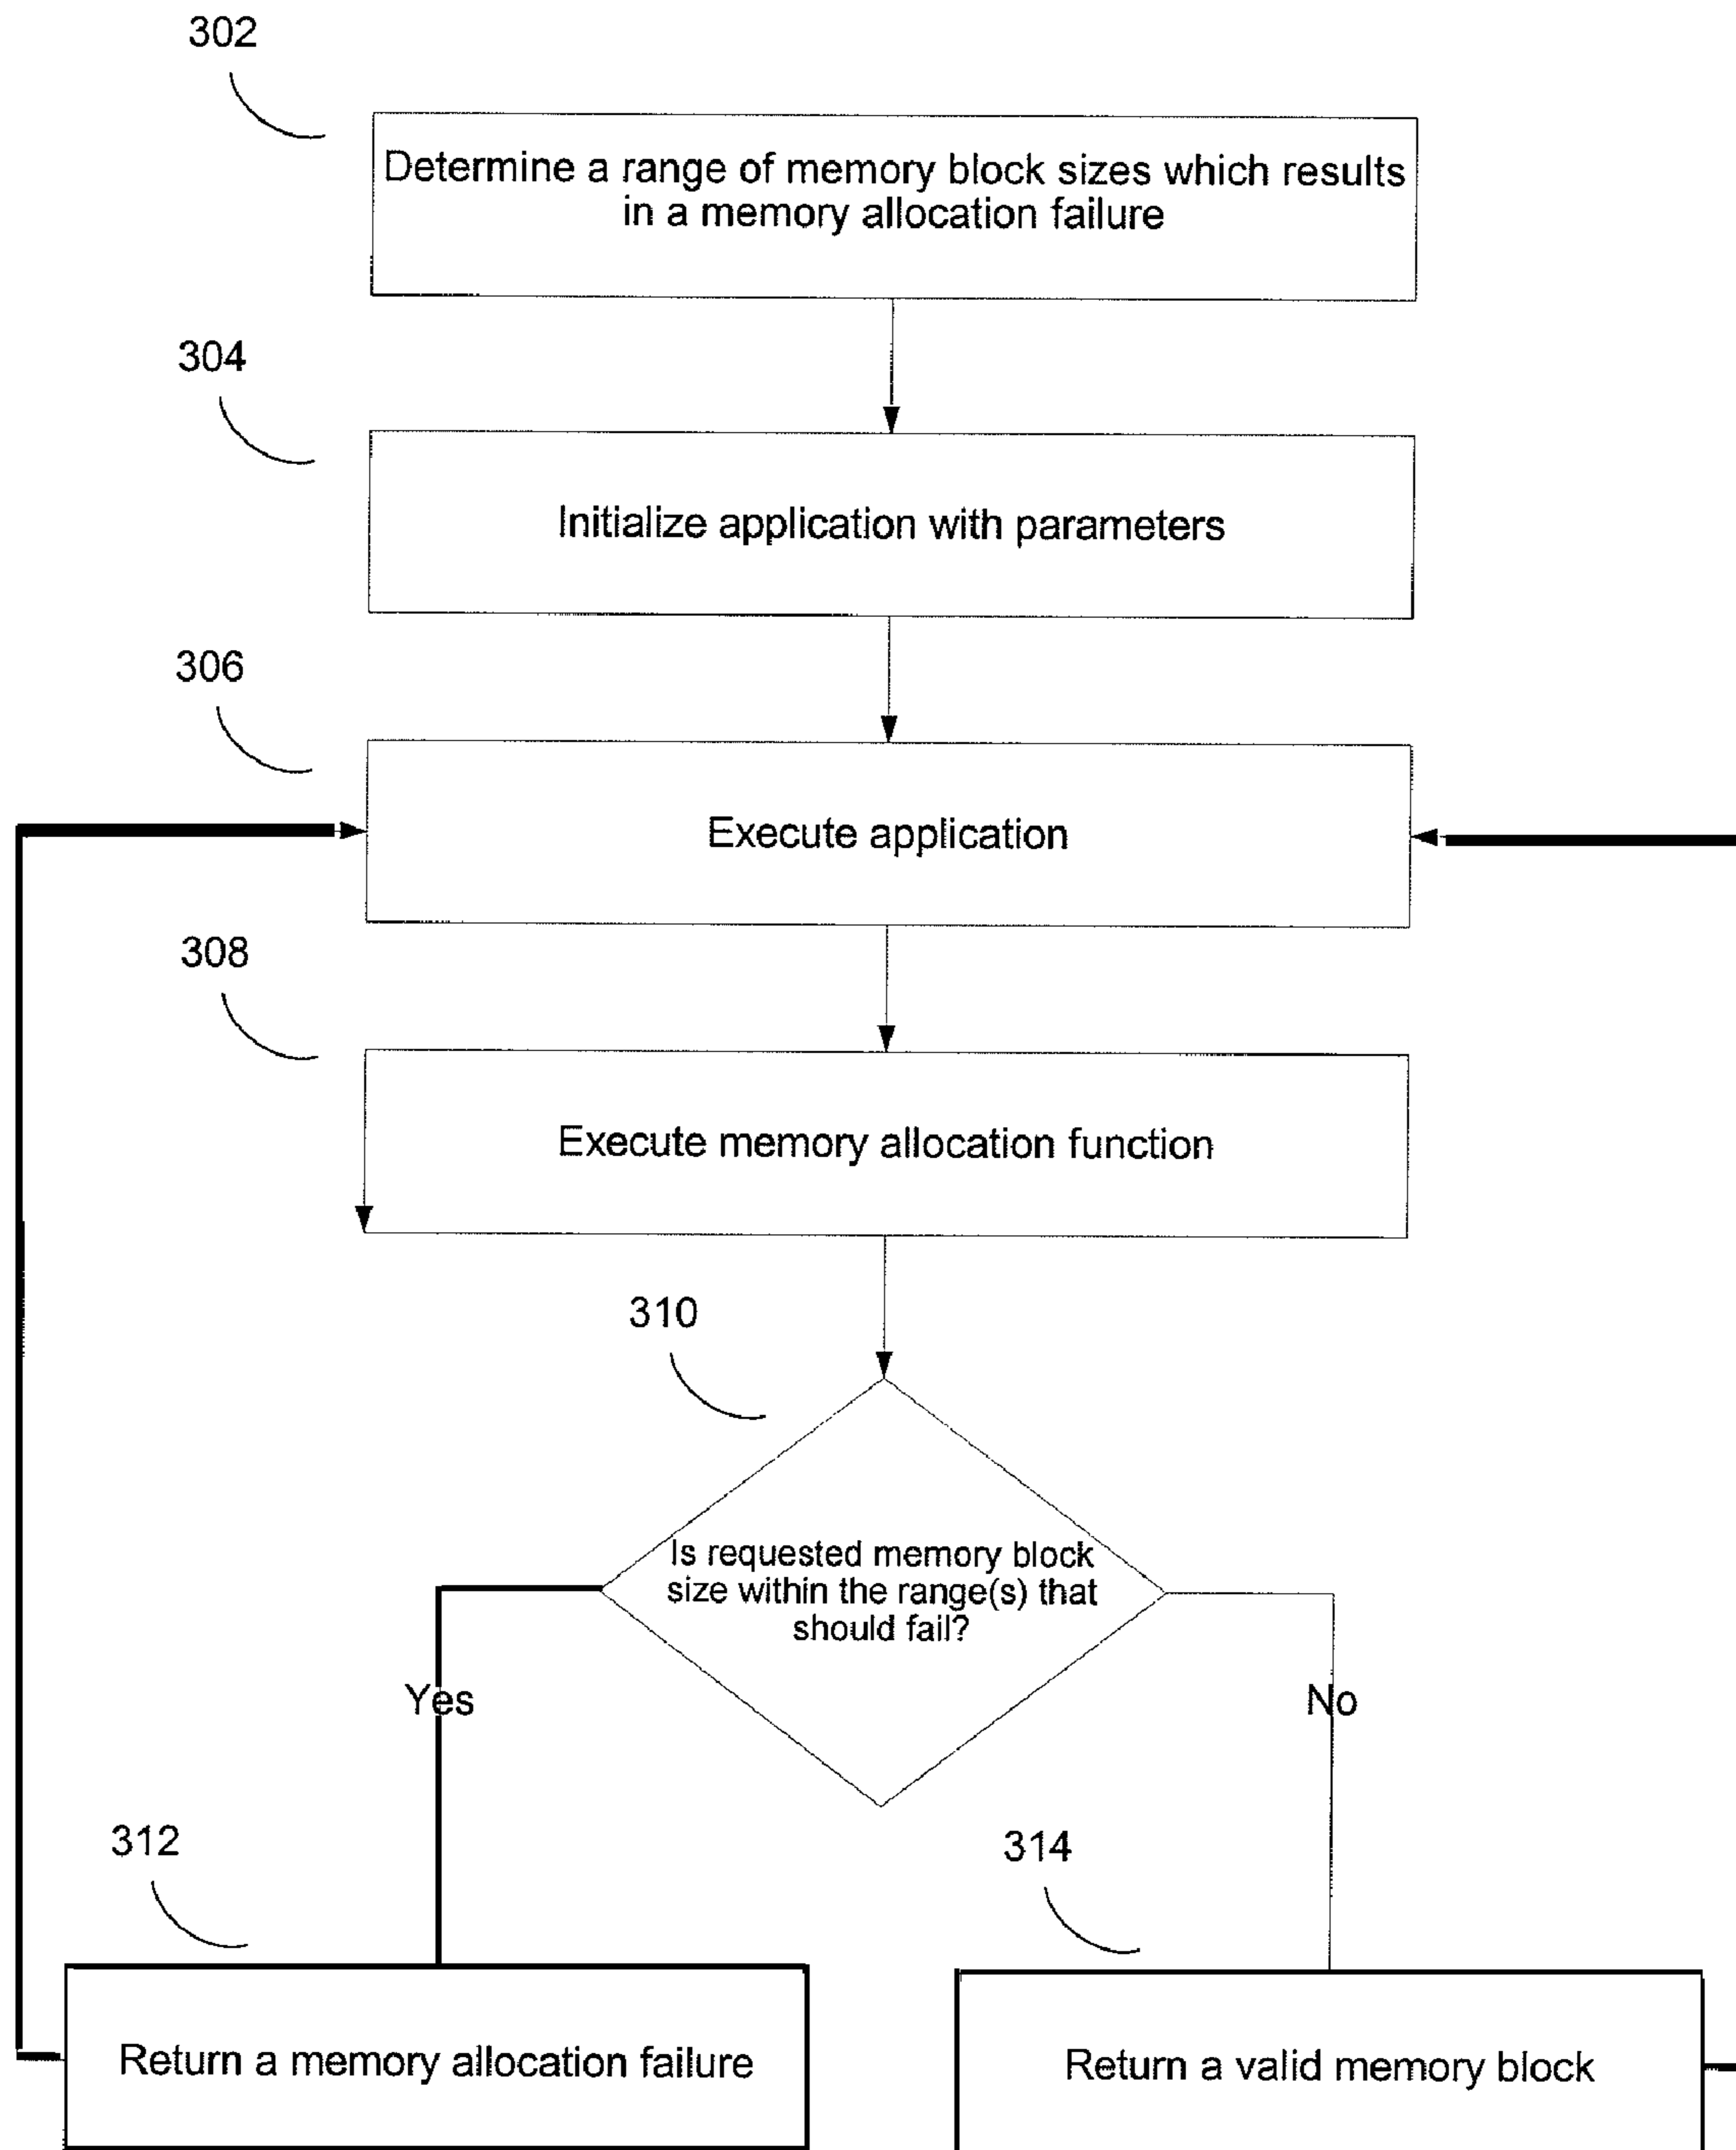 302
Determine a range of memory block sizes which results
in a memory allocation failure
304
Initialize application with parameters
306
Execute application
308
Execute memory allocation function
310
Is requested memory block
size within the range(s) that
should fail?
Yes
No
312
314
Return a memory allocation failure
Return a valid memory block